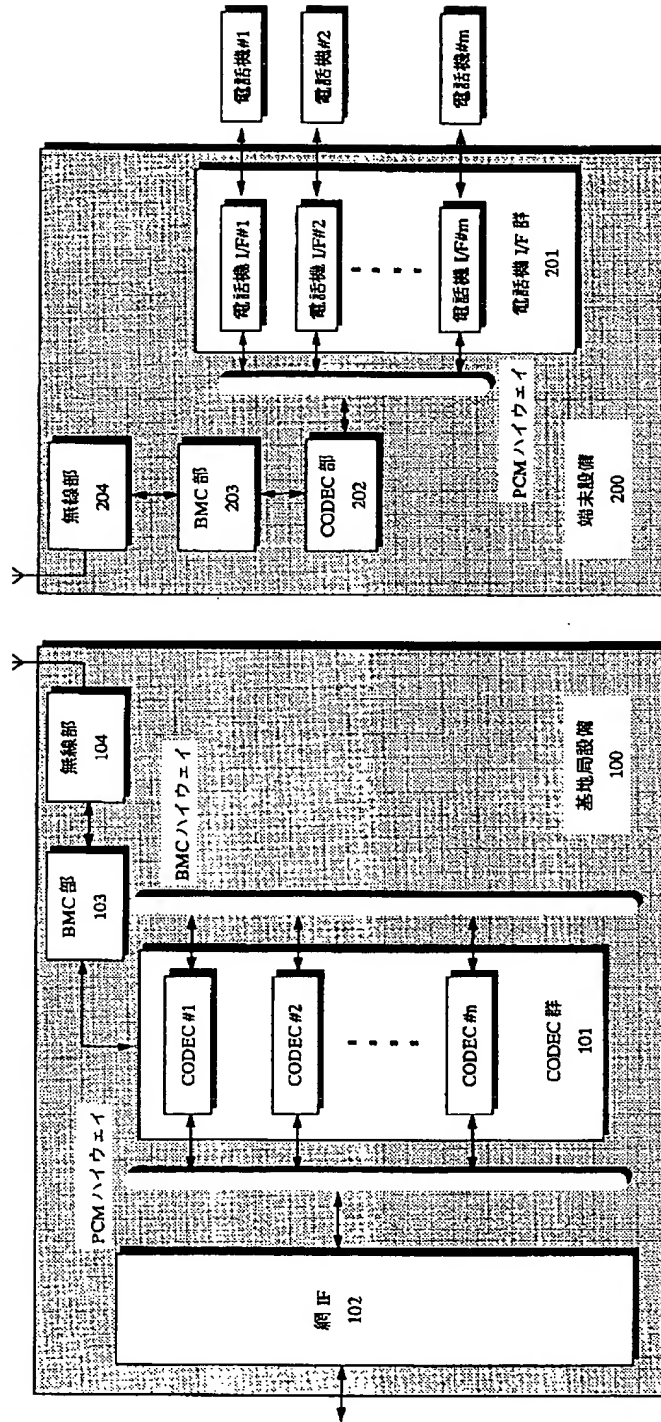 PCM ハイウェイ
BMC 部
103
無線部
104
BMC ハイウェイ
網 IF
102
CODEC #1
CODEC #2
CODEC #n
CODEC 群
101
基地局設備
100
無線部
204
BMC 部
203
CODEC 部
202
PCM ハイウェイ
端末設備
200
電話機 I/F#1
電話機 I/F#2
電話機 I/F#m
電話機 I/F 群
201
電話機#1
電話機#2
電話機#m